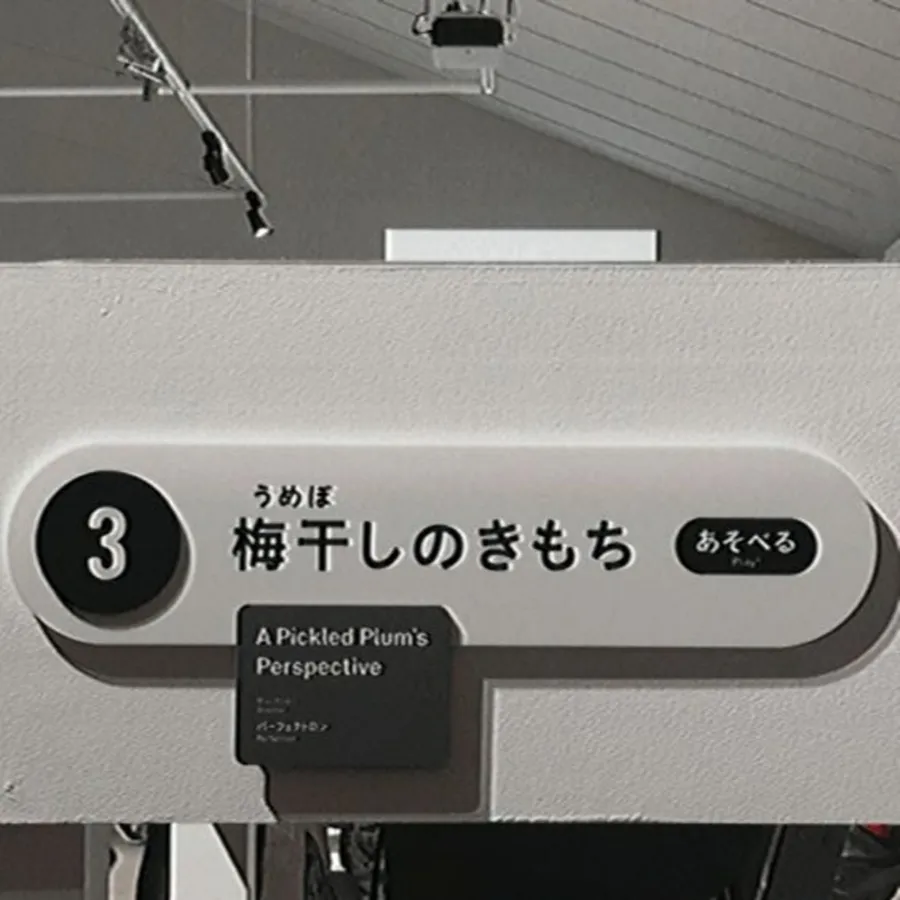 3
うめぼ
梅干しのきもち
あそべる
Play
A Pickled Plum's
Perspective
パーフェクトロン